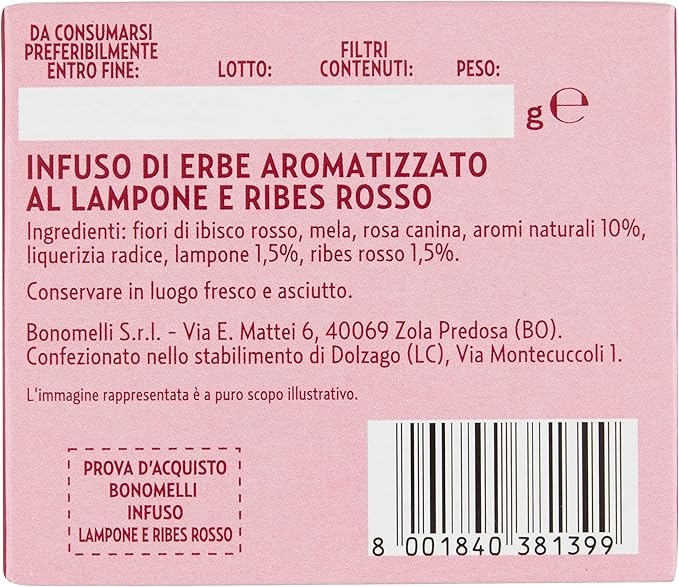 DA CONSUMARSI
PREFERIBILMENTE
ENTRO FINE:
LOTTO:
FILTRI
CONTENUTI:
PESO:
g e
INFUSO DI ERBE AROMATIZZATO
AL LAMPONE E RIBES ROSSO
Ingredienti: fiori di ibisco rosso, mela, rosa canina, aromi naturali 10%,
liquerizia radice, lampone 1,5%, ribes rosso 1,5%.
Conservare in luogo fresco e asciutto.
Bonomelli S.r.l. - Via E. Mattei 6, 40069 Zola Predosa (BO).
Confezionato nello stabilimento di Dolzago (LC), Via Montecuccoli 1.
L'immagine rappresentata è a puro scopo illustrativo.
PROVA D'ACQUISTO
BONOMELLI
INFUSO
LAMPONE E RIBES ROSSO
8 001840 381399